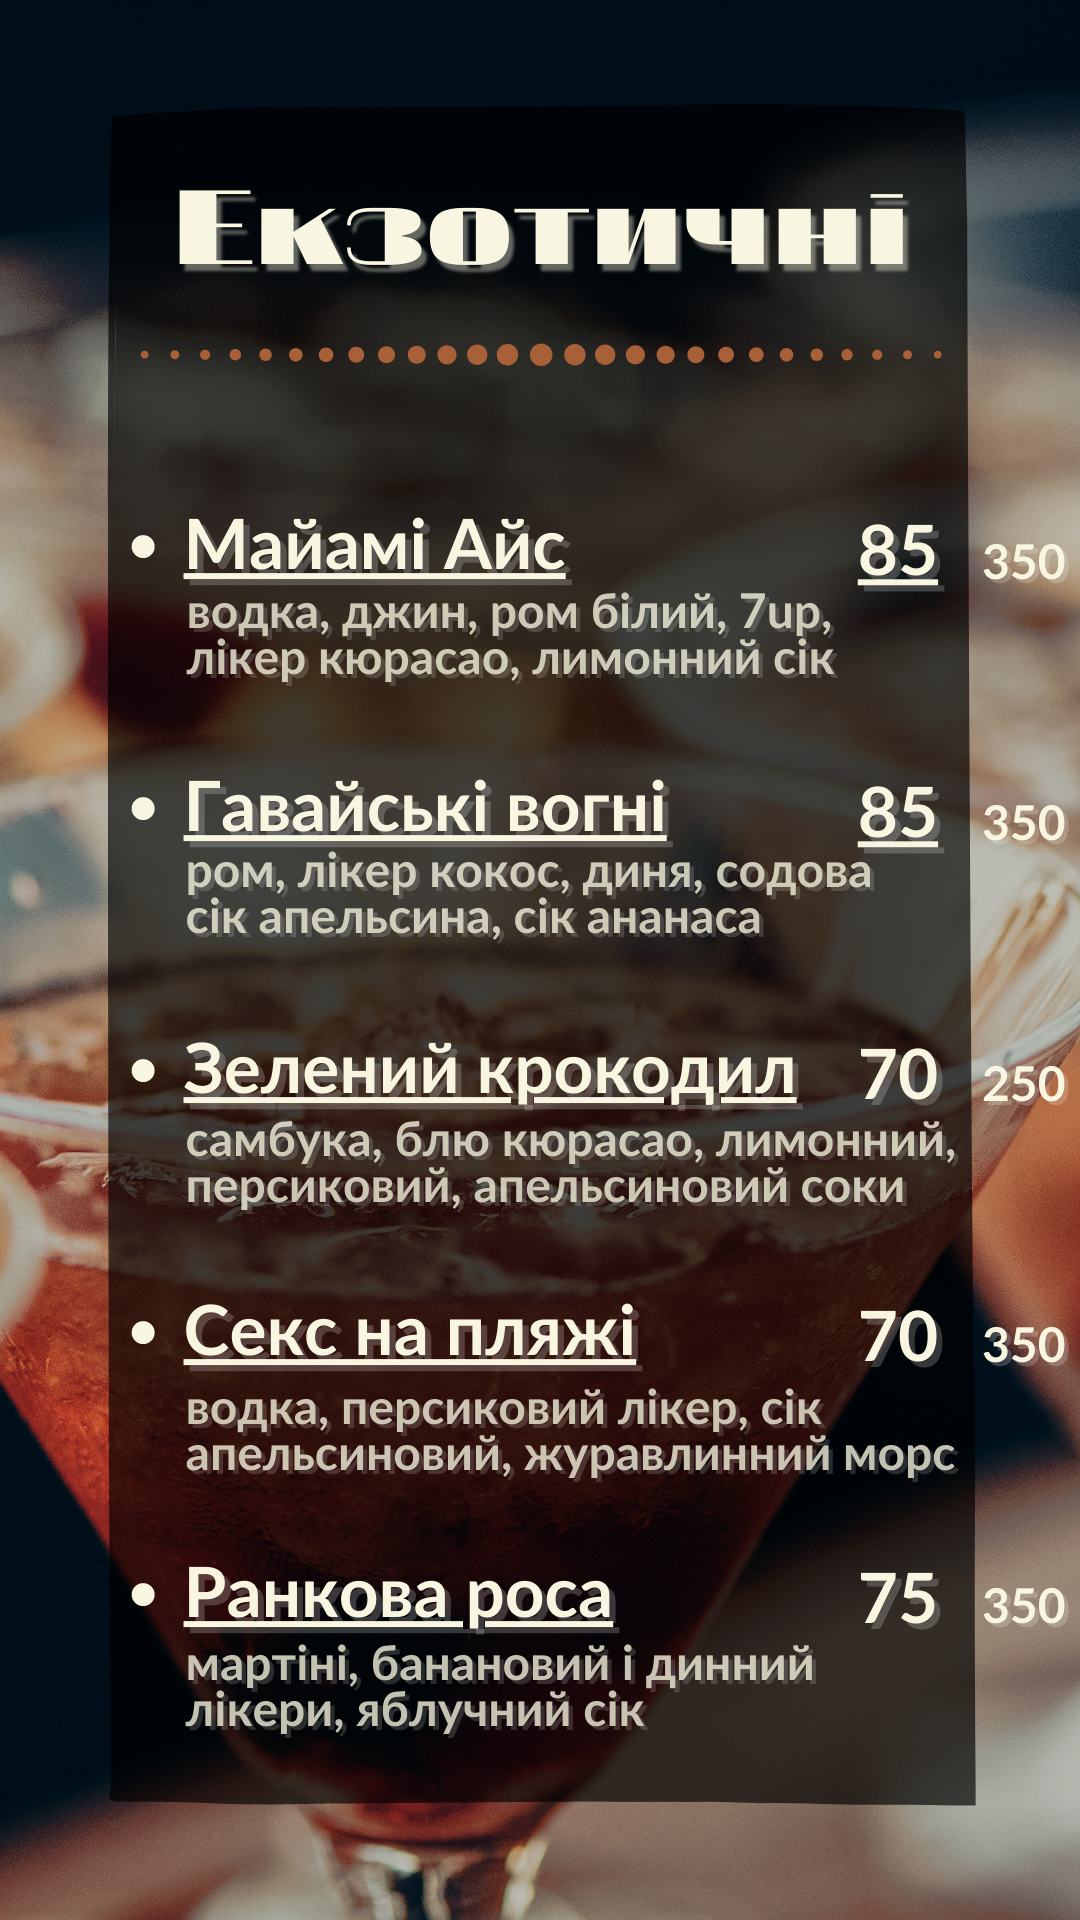 Екзотичні
• Майамі Айс 85 350
водка, джин, ром білий, 7up,
лікер кюрасао, лимонний сік
• Гавайські вогні 85 350
ром, лікер кокос, диня, содова
сік апельсина, сік ананаса
• Зелений крокодил 70 250
самбука, блю кюрасао, лимонний,
персиковий, апельсиновий соки
• Секс на пляжі 70 350
водка, персиковий лікер, сік
апельсиновий, журавлинний морс
• Ранкова роса 75 350
мартіні, банановий і динний
лікери, яблучний сік